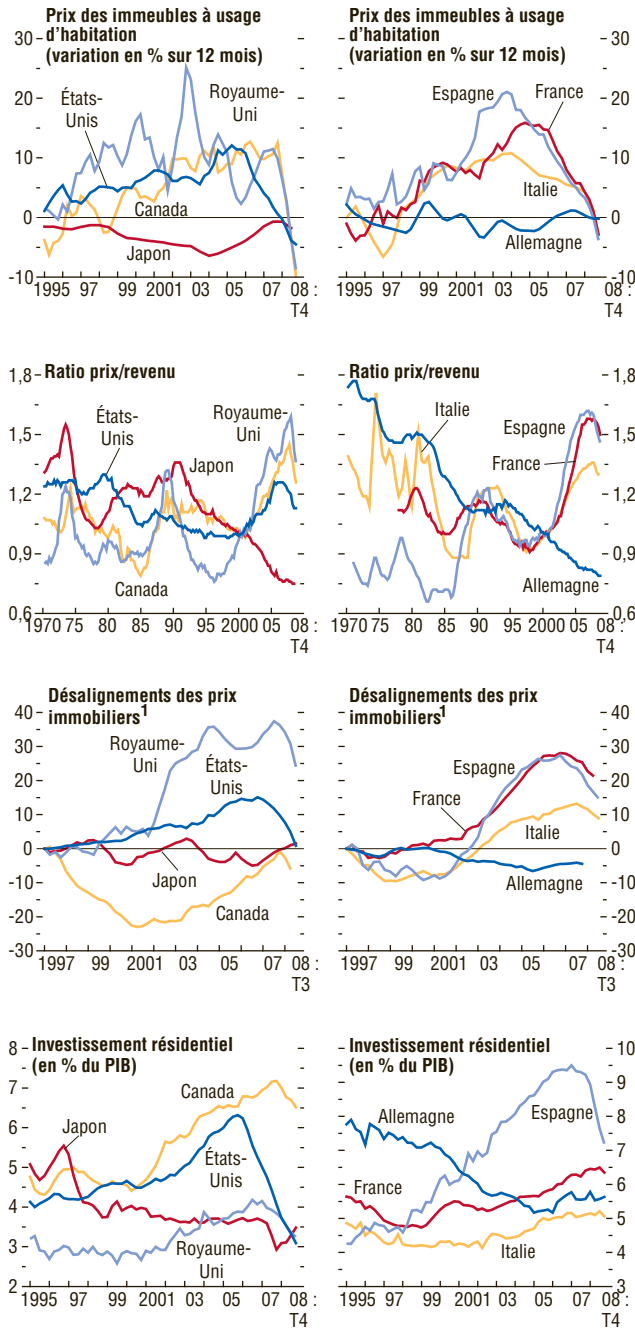 Prix des immeubles à usage
d'habitation
(variation en % sur 12 mois)
30
20
10
0
-10
États-
Unis
Royaume-
Uni
Canada
Japon
1995 97 99 2001 03 05 07 08 :
T4
Prix des immeubles à usage
d'habitation
(variation en % sur 12 mois)
30
20
10
0
-10
Espagne
France
Italie
Allemagne
1995 97 99 2001 03 05 07 08 :
T4
Ratio prix/revenu
1,8
1,5
1,2
0,9
0,6
États-
Unis
Royaume-
Uni
Japon
Canada
1970 75 80 85 90 95 2000 05 08 :
T4
Ratio prix/revenu
1,8
1,5
1,2
0,9
0,6
Italie
Espagne
France
Allemagne
1970 75 80 85 90 95 2000 05 08 :
T4
Désalignements des prix
immobiliers1
40
30
20
10
0
-10
-20
-30
Royaume-
Uni
États-
Unis
Japon
Canada
1997 99 2001 03 05 07 08 :
T3
Désalignements des prix
immobiliers1
40
30
20
10
0
-10
-20
-30
Espagne
France
Italie
Allemagne
1997 99 2001 03 05 07 08 :
T3
Investissement résidentiel
(en % du PIB)
8
7
6
5
4
3
2
Canada
Japon
États-
Unis
Royaume-
Uni
1995 97 99 2001 03 05 07 08 :
T4
Investissement résidentiel
(en % du PIB)
10
9
8
7
6
5
4
3
Allemagne
Espagne
France
Italie
1995 97 99 2001 03 05 07 08 :
T4